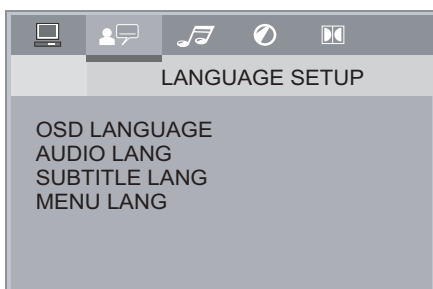 LANGUAGE SETUP
OSD LANGUAGE
AUDIO LANG
SUBTITLE LANG
MENU LANG